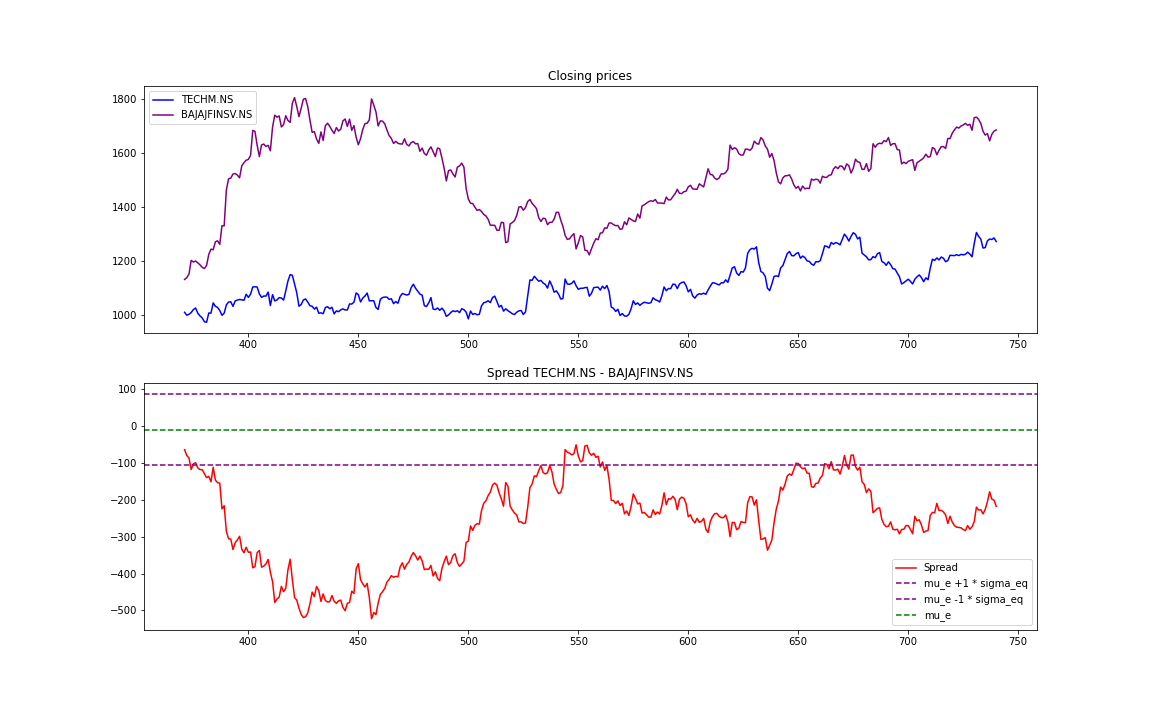 Closing prices
TECHM.NS
BAJAJFINSV.NS
1800
1600
1400
1200
1000
400 450 500 550 600 650 700 750
Spread TECHM.NS - BAJAJFINSV.NS
100
0
−100
−200
−300
−400
−500
Spread
mu_e +1 * sigma_eq
mu_e -1 * sigma_eq
mu_e
400 450 500 550 600 650 700 750